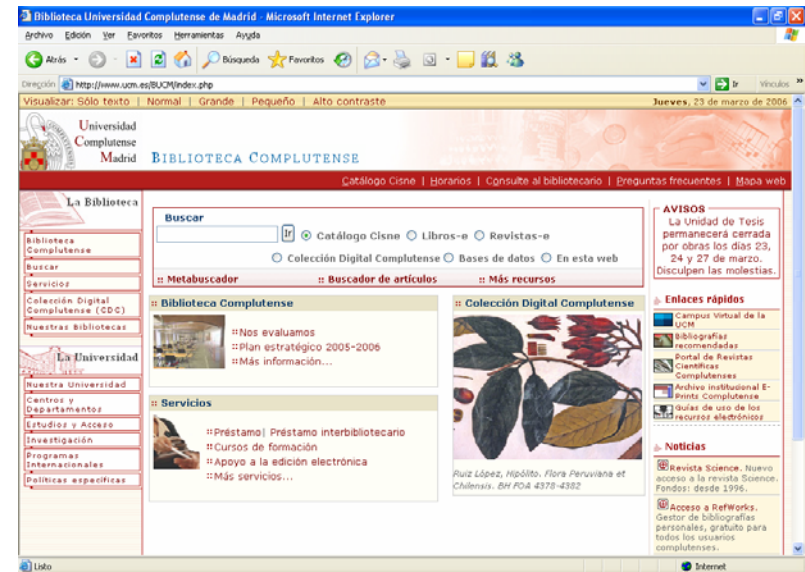 Biblioteca Universidad Complutense de Madrid - Microsoft Internet Explorer
Archivo Edición Ver Favoritos Herramientas Ayuda
Atrás Búsqueda Favoritos
Dirección http://www.ucm.es/BUCM/index.php Ir Vínculos »
Visualizar: Sólo texto | Normal | Grande | Pequeño | Alto contraste
Jueves, 23 de marzo de 2006
Universidad
Complutense
Madrid
BIBLIOTECA COMPLUTENSE
Catálogo Cisne | Horarios | Consulte al bibliotecario | Preguntas frecuentes | Mapa web
La Biblioteca
Biblioteca
Complutense
Buscar
Servicios
Colección Digital
Complutense (CDC)
Nuestras Bibliotecas
La Universidad
Nuestra Universidad
Centros y
Departamentos
Estudios y Acceso
Investigación
Programas
Internacionales
Políticas específicas
Buscar
Ir Catálogo Cisne Libros-e Revistas-e
Colección Digital Complutense Bases de datos En esta web
:: Metabuscador :: Buscador de artículos :: Más recursos
:: Biblioteca Complutense
::Nos evaluamos
::Plan estratégico 2005-2006
::Más información...
:: Servicios
::Préstamo| Préstamo interbibliotecario
::Cursos de formación
::Apoyo a la edición electrónica
::Más servicios...
:: Colección Digital Complutense
Ruiz López, Hipólito. Flora Peruviana et
Chilensis. BH FOA 4378-4382
AVISOS
La Unidad de Tesis
permanecerá cerrada
por obras los días 23,
24 y 27 de marzo.
Disculpen las molestias.
Enlaces rápidos
Campus Virtual de la
UCM
Bibliografías
recomendadas
Portal de Revistas
Científicas
Complutenses
Archivo institucional E-
Prints Complutense
Guías de uso de los
recursos electrónicos
Noticias
Revista Science. Nuevo
acceso a la revista Science.
Fondos: desde 1996.
Acceso a RefWorks.
Gestor de bibliografías
personales, gratuito para
todos los usuarios
complutenses.
Listo
Internet